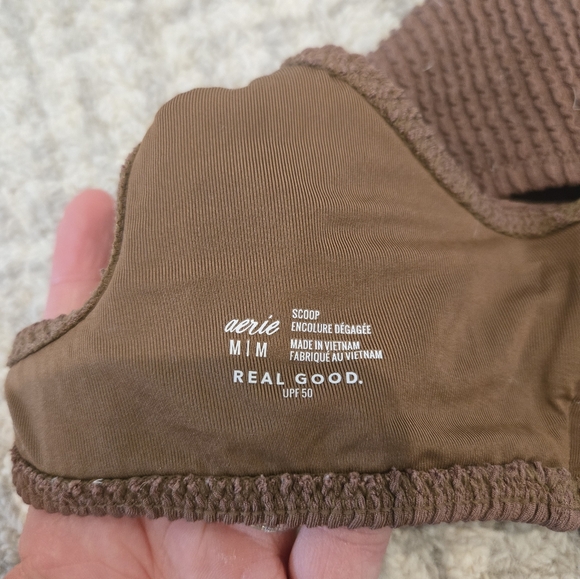 aerie
M | M
SCOOP
ENCOLURE DÉGAGÉE
MADE IN VIETNAM
FABRIQUÉ AU VIETNAM
REAL GOOD.
UPF 50